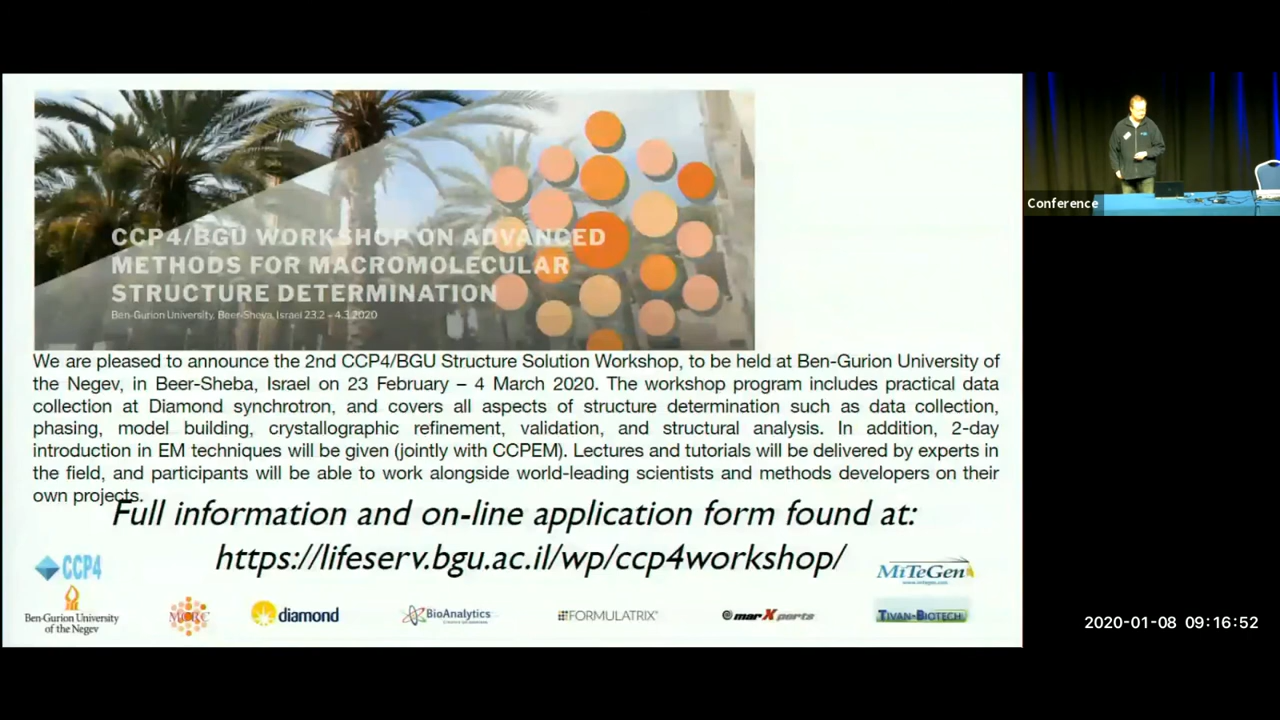 CCP4/BGU WORKSHOP ON ADVANCED
METHODS FOR MACROMOLECULAR
STRUCTURE DETERMINATION
Ben-Gurion University, Beer-Sheva, Israel 23.2 – 4.3.2020
We are pleased to announce the 2nd CCP4/BGU Structure Solution Workshop, to be held at Ben-Gurion University of
the Negev, in Beer-Sheba, Israel on 23 February – 4 March 2020. The workshop program includes practical data
collection at Diamond synchrotron, and covers all aspects of structure determination such as data collection,
phasing, model building, crystallographic refinement, validation, and structural analysis. In addition, 2-day
introduction in EM techniques will be given (jointly with CCPEM). Lectures and tutorials will be delivered by experts in
the field, and participants will be able to work alongside world-leading scientists and methods developers on their
own projects.
Full information and on-line application form found at:
https://lifeserv.bgu.ac.il/wp/ccp4workshop/
CCP4
MiTeGen
www.mitegen.com
Ben-Gurion University
of the Negev
diamond
BioAnalytics
FORMULATRIX
marXperts
TIVAN-BIOTECH
Conference
2020-01-08 09:16:52